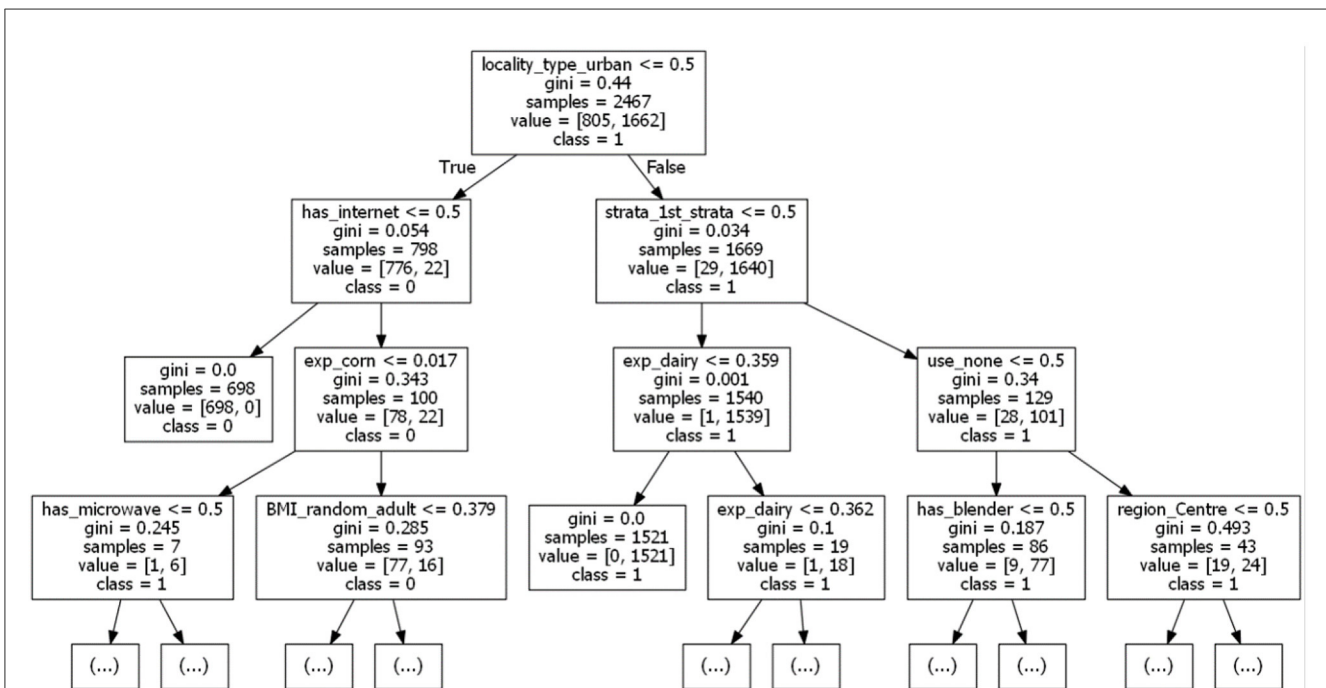 locality_type_urban <= 0.5
gini = 0.44
samples = 2467
value = [805, 1662]
class = 1
True
False
has_internet <= 0.5
gini = 0.054
samples = 798
value = [776, 22]
class = 0
strata_1st_strata <= 0.5
gini = 0.034
samples = 1669
value = [29, 1640]
class = 1
gini = 0.0
samples = 698
value = [698, 0]
class = 0
exp_corn <= 0.017
gini = 0.343
samples = 100
value = [78, 22]
class = 0
exp_dairy <= 0.359
gini = 0.001
samples = 1540
value = [1, 1539]
class = 1
use_none <= 0.5
gini = 0.34
samples = 129
value = [28, 101]
class = 1
has_microwave <= 0.5
gini = 0.245
samples = 7
value = [1, 6]
class = 1
BMI_random_adult <= 0.379
gini = 0.285
samples = 93
value = [77, 16]
class = 0
gini = 0.0
samples = 1521
value = [0, 1521]
class = 1
exp_dairy <= 0.362
gini = 0.1
samples = 19
value = [1, 18]
class = 1
has_blender <= 0.5
gini = 0.187
samples = 86
value = [9, 77]
class = 1
region_Centre <= 0.5
gini = 0.493
samples = 43
value = [19, 24]
class = 1
(...)
(...)
(...)
(...)
(...)
(...)
(...)
(...)
(...)
(...)